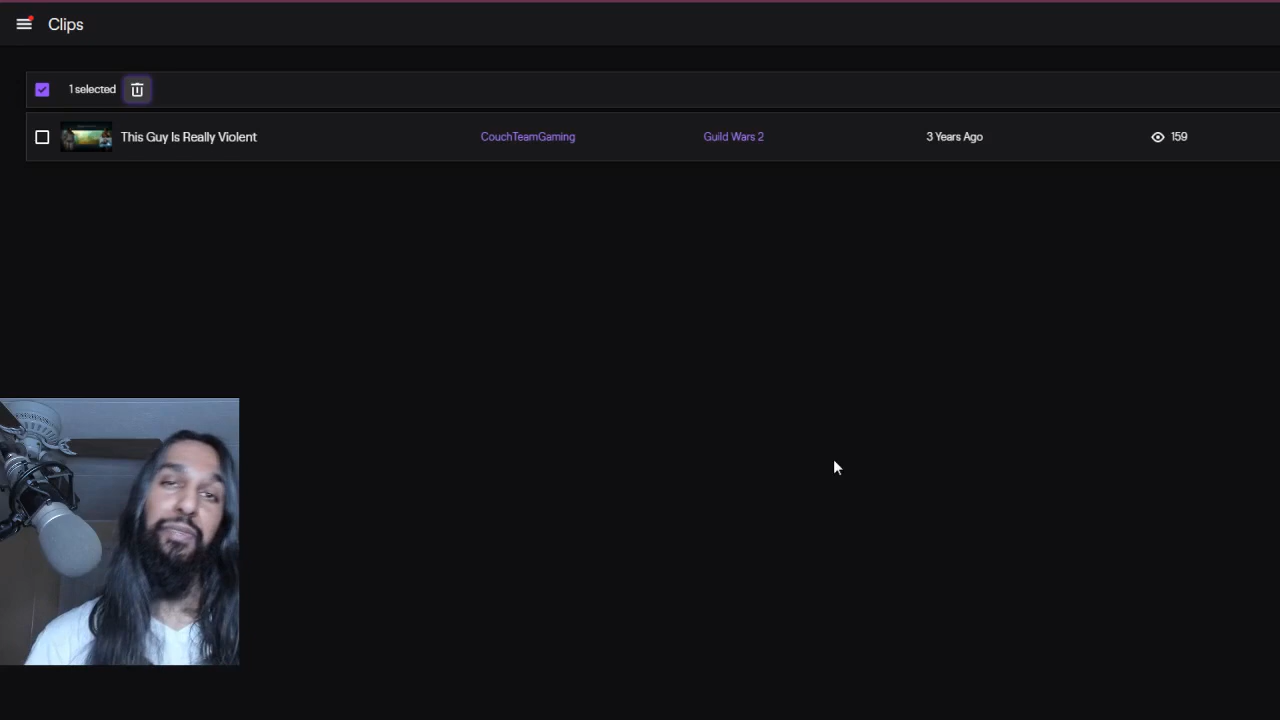 Clips
1 selected
This Guy Is Really Violent CouchTeamGaming Guild Wars 2 3 Years Ago 159